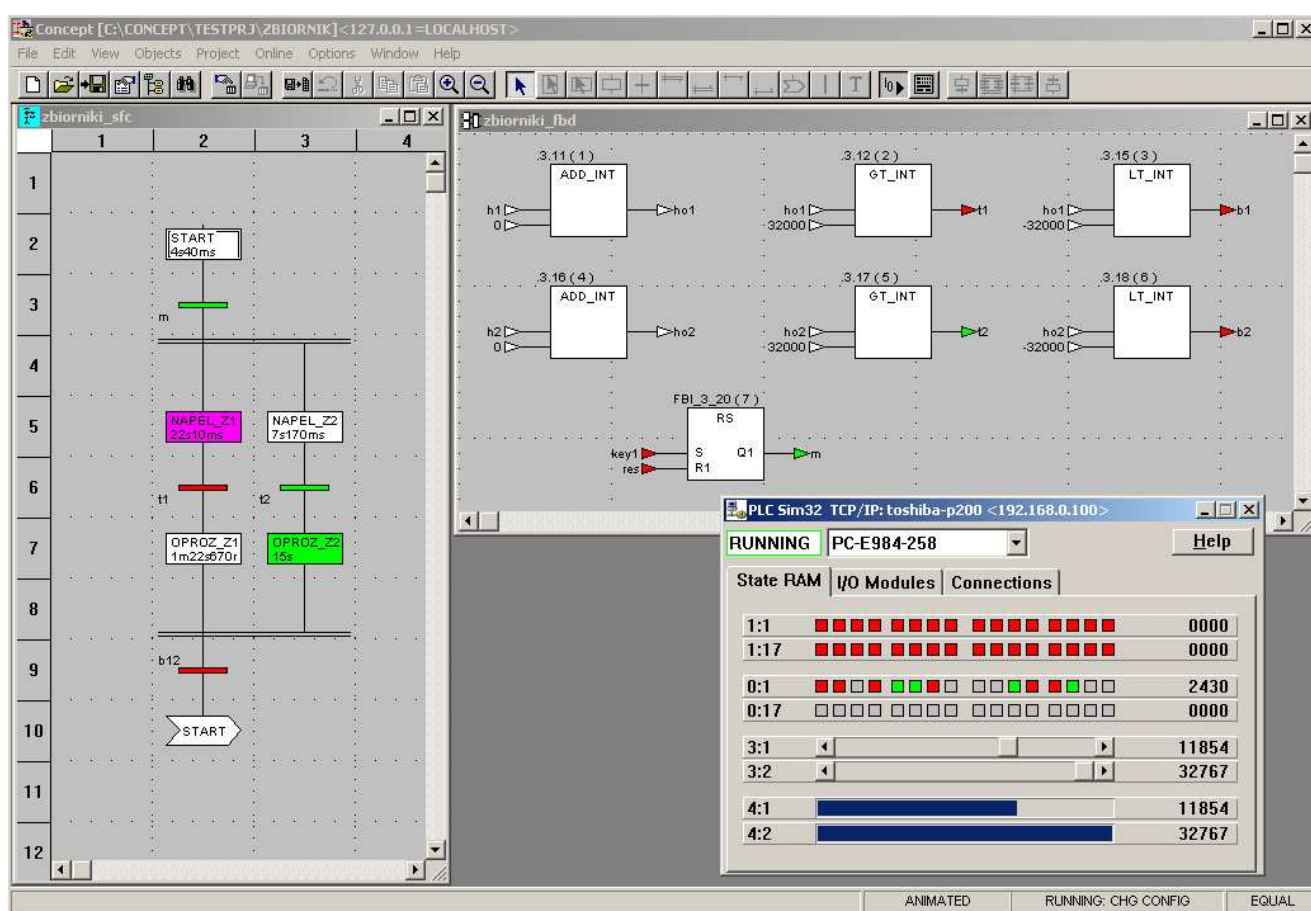 Concept [C:\CONCEPT\TESTPRJ\ZBIORNIK]<127.0.0.1=LOCALHOST>
File Edit View Objects Project Online Options Window Help
zbiorniki_sfc
1 2 3 4
1
2
START
4s40ms
3
m
4
5
NAPEL_Z1
22s10ms
NAPEL_Z2
7s170ms
6
t1
t2
7
OPROZ_Z1
1m22s670r
OPROZ_Z2
15s
8
9
b12
10
START
11
12
zbiorniki_fbd
.3.11(1)
ADD_INT
h1
0
ho1
.3.12(2)
GT_INT
ho1
32000
t1
.3.15(3)
LT_INT
ho1
-32000
b1
.3.16(4)
ADD_INT
h2
0
ho2
.3.17(5)
GT_INT
ho2
32000
t2
.3.18(6)
LT_INT
ho2
-32000
b2
FBI_3_20(7)
RS
key1 S Q1 m
res R1
PLC Sim32 TCP/IP: toshiba-p200 <192.168.0.100>
RUNNING PC-E984-258 Help
State RAM I/O Modules Connections
1:1 0000
1:17 0000
0:1 2430
0:17 0000
3:1 11854
3:2 32767
4:1 11854
4:2 32767
ANIMATED RUNNING: CHG CONFIG EQUAL